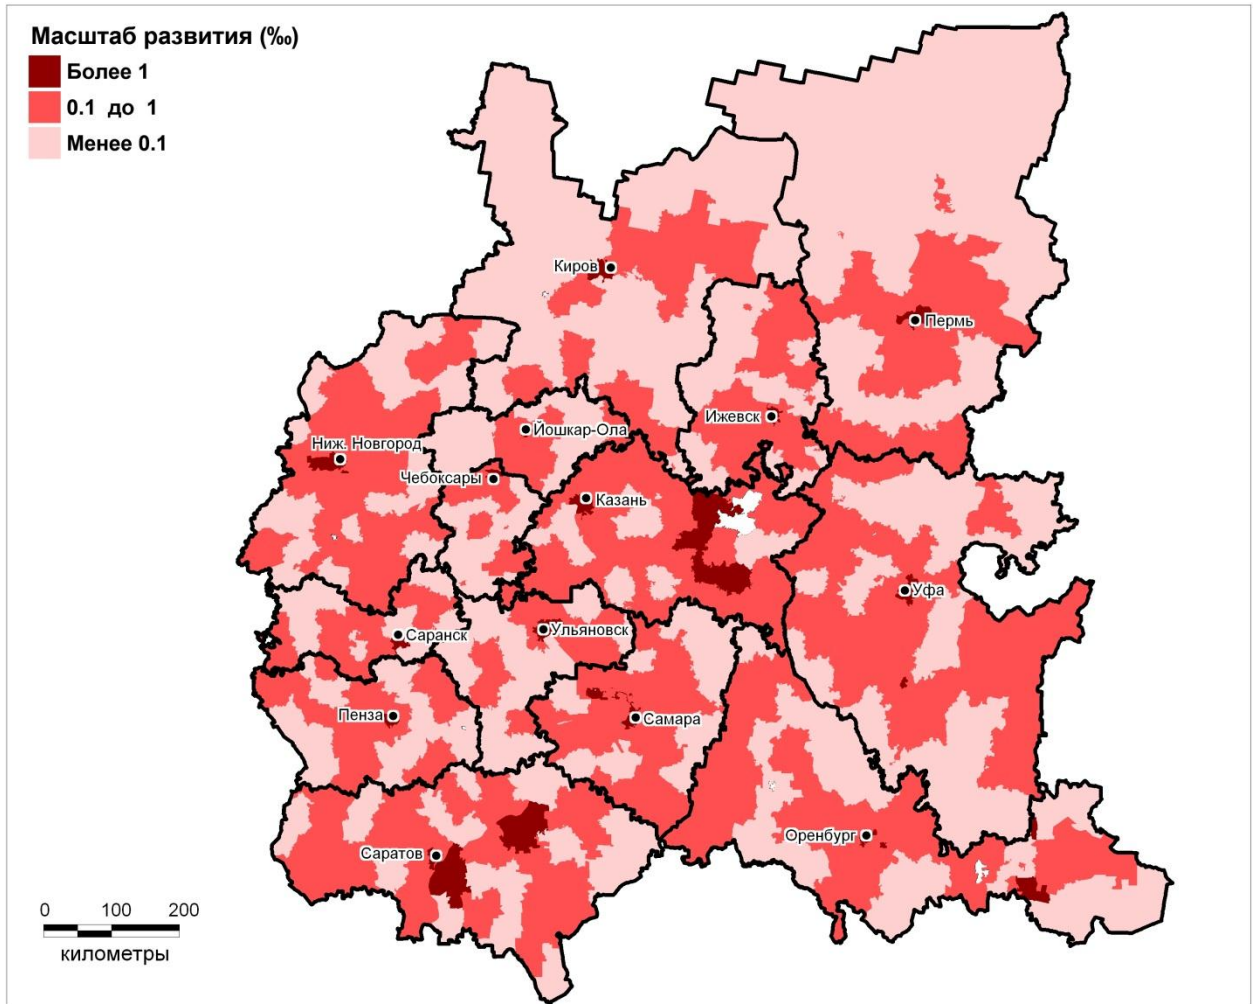 Масштаб развития (‰)
Более 1
0.1 до 1
Менее 0.1
Киров
Пермь
Ижевск
Йошкар-Ола
Ниж. Новгород
Чебоксары
Казань
Уфа
Саранск
Ульяновск
Пенза
Самара
Оренбург
Саратов
0 100 200
километры